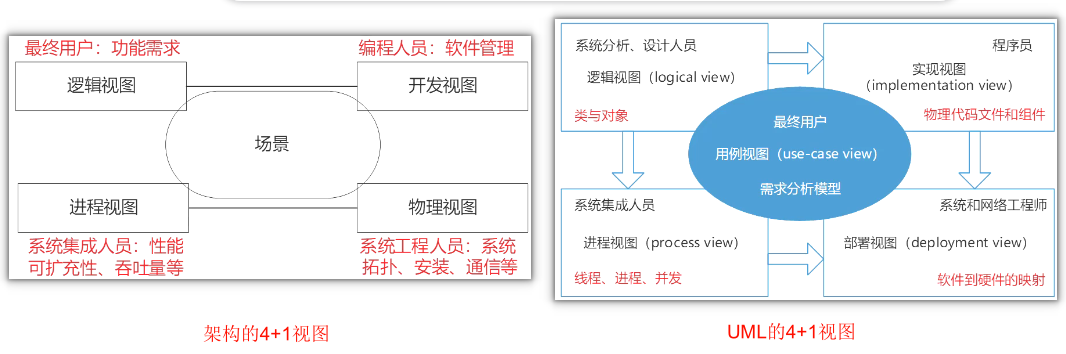 最终用户：功能需求
编程人员：软件管理
逻辑视图
开发视图
场景
进程视图
物理视图
系统集成人员：性能
可扩充性、吞吐量等
系统工程人员：系统
拓扑、安装、通信等
架构的4+1视图
系统分析、设计人员
逻辑视图（logical view）
类与对象
程序员
实现视图
（implementation view）
物理代码文件和组件
最终用户
用例视图（use-case view）
需求分析模型
系统集成人员
进程视图（process view）
线程、进程、并发
系统和网络工程师
部署视图（deployment view）
软件到硬件的映射
UML的4+1视图